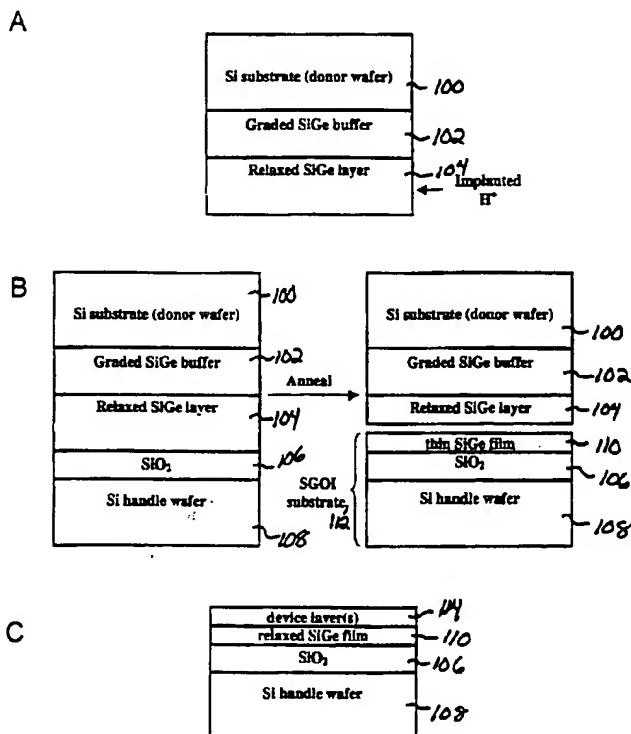 A
Si substrate (donor wafer)
100
Graded SiGe buffer
102
Relaxed SiGe layer
104
Implanted
H+
B
Si substrate (donor wafer)
100
Graded SiGe buffer
102
Relaxed SiGe layer
104
SiO2
106
Si handle wafer
108
Anneal
Si substrate (donor wafer)
100
Graded SiGe buffer
102
Relaxed SiGe layer
104
thin SiGe film
110
SiO2
106
Si handle wafer
108
SGOI
substrate,
112
C
device layer(s)
114
relaxed SiGe film
110
SiO2
106
Si handle wafer
108